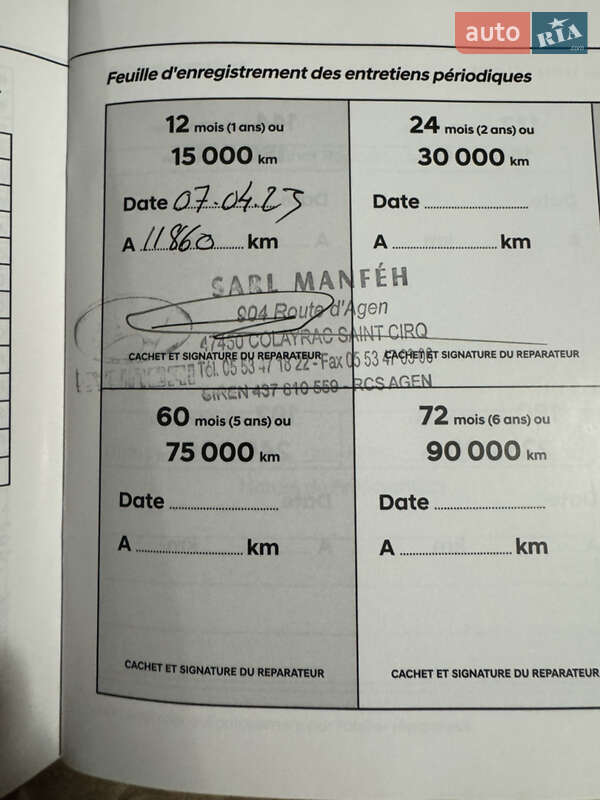 auto RIA .com
Feuille d'enregistrement des entretiens périodiques
12 mois (1 ans) ou
15 000 km
Date 07.04.23
A 11860 km
24 mois (2 ans) ou
30 000 km
Date
A km
SARL MANFÉH
904 Route d'Agen
47450 COLAYRAC SAINT CIRQ
CACHET ET SIGNATURE DU REPARATEUR
CACHET ET SIGNATURE DU REPARATEUR
Tél. 05 53 47 18 22 - Fax 05 53 47
SIREN 437 610 559 - RCS AGEN
60 mois (5 ans) ou
75 000 km
Date
A km
CACHET ET SIGNATURE DU REPARATEUR
72 mois (6 ans) ou
90 000 km
Date
A km
CACHET ET SIGNATURE DU REPARATEUR